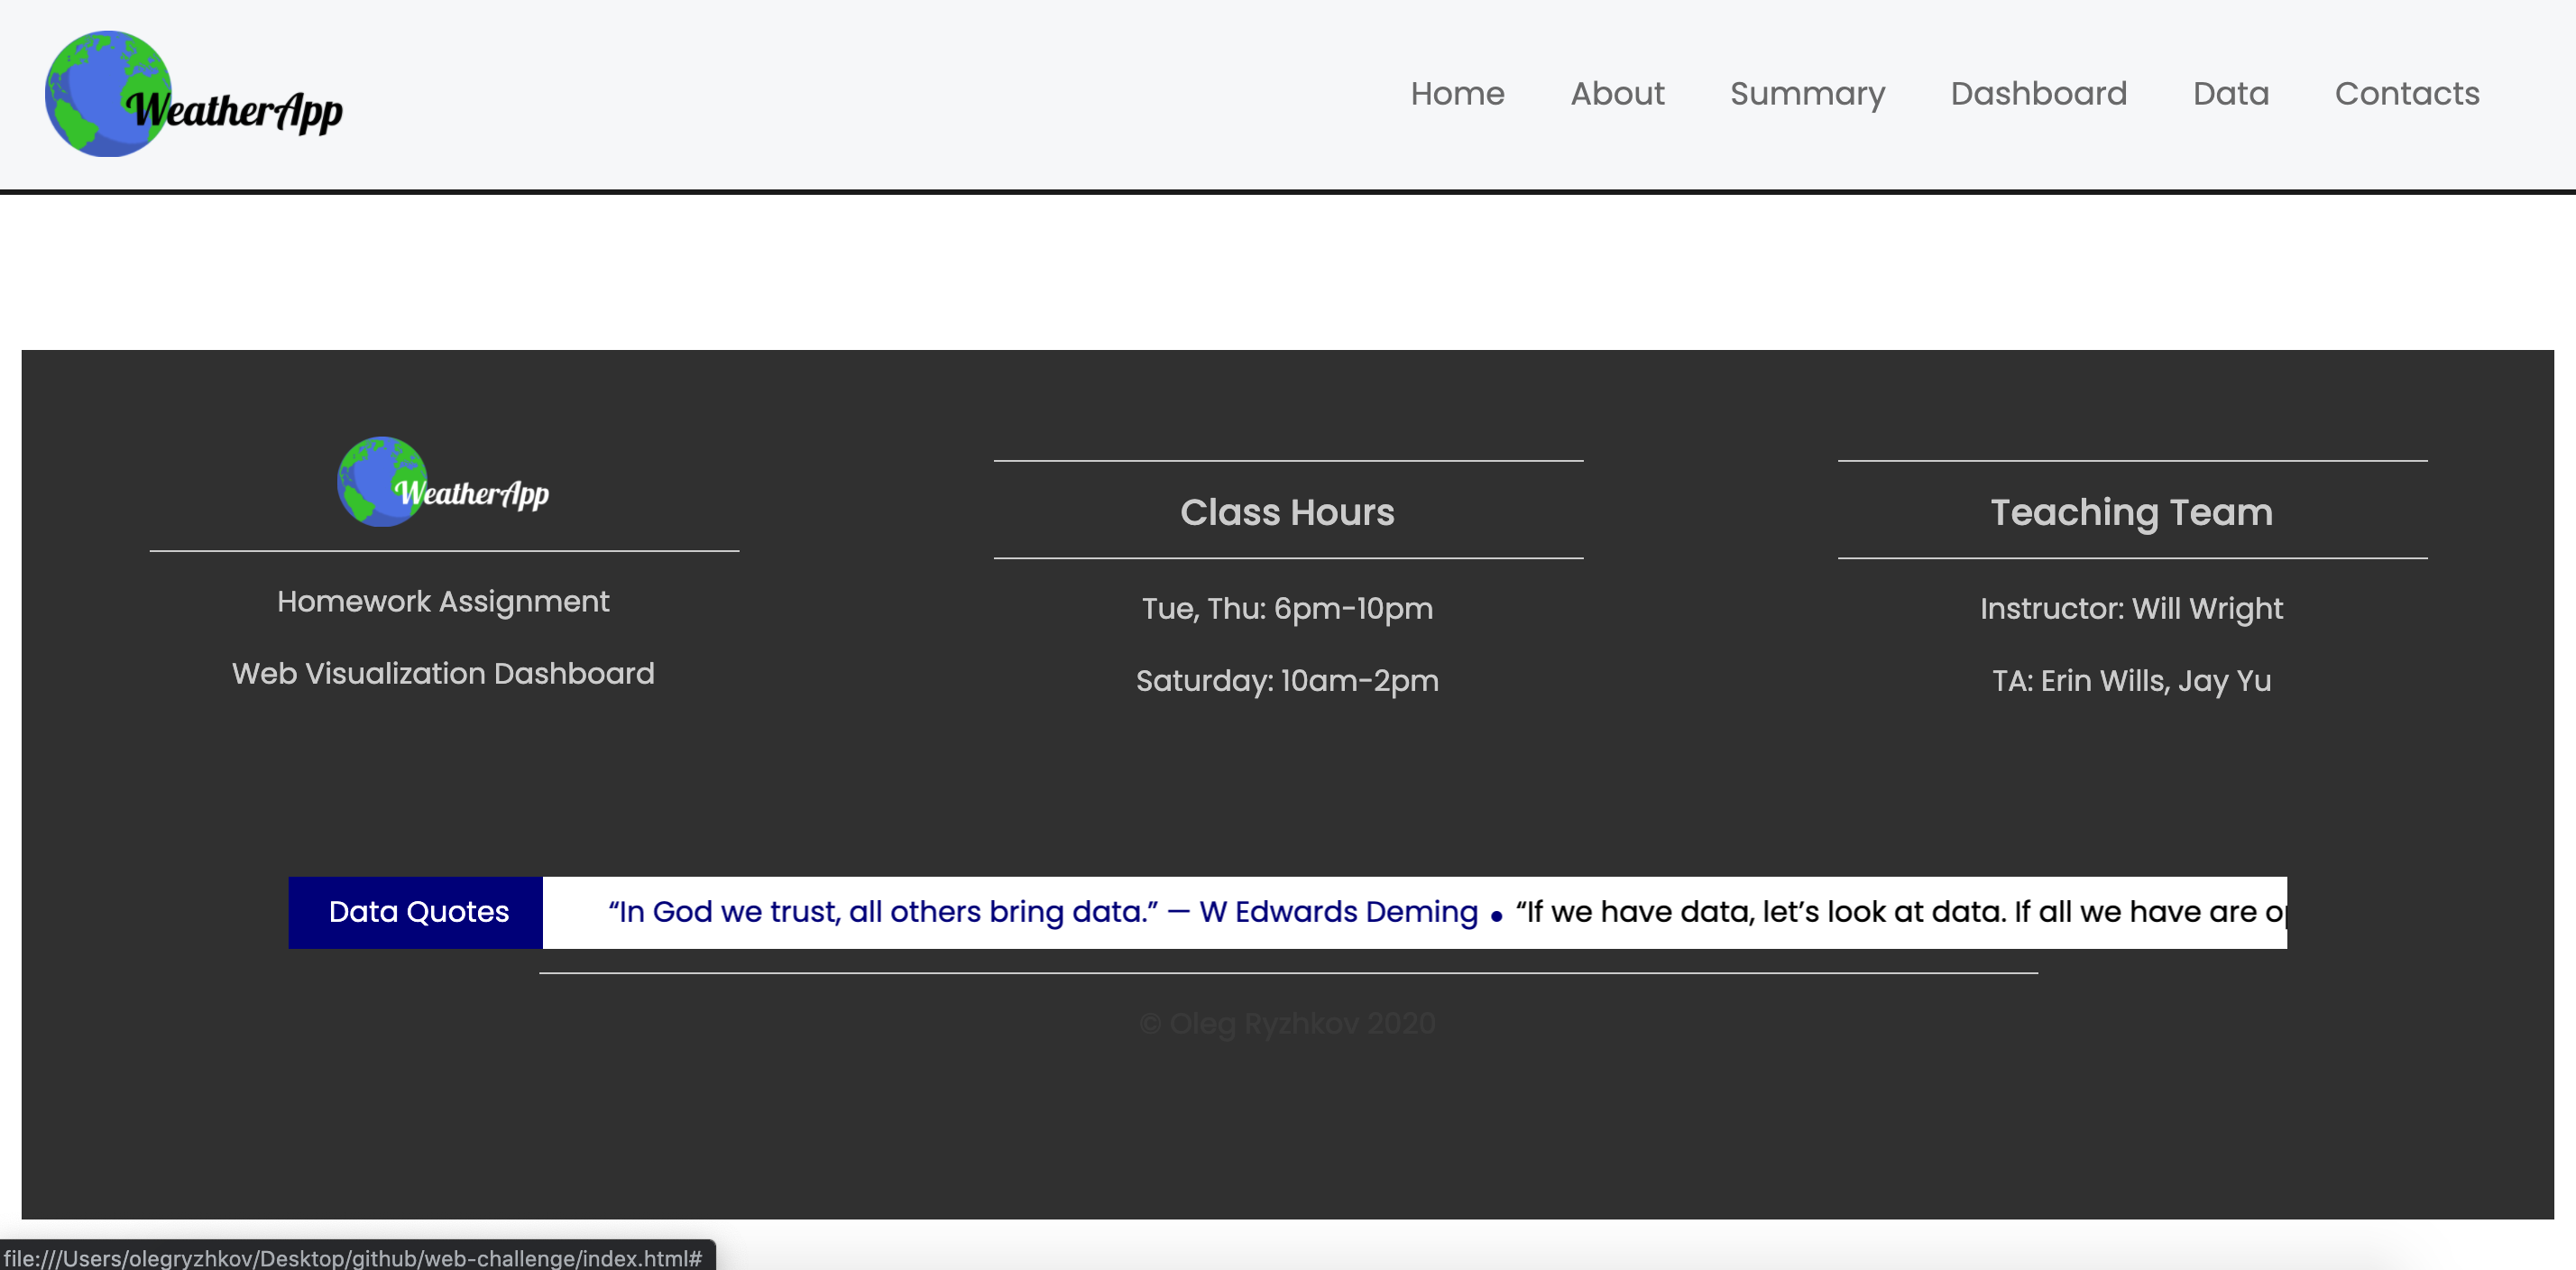 WeatherApp
Home About Summary Dashboard Data Contacts
WeatherApp
Homework Assignment
Web Visualization Dashboard
Class Hours
Tue, Thu: 6pm-10pm
Saturday: 10am-2pm
Teaching Team
Instructor: Will Wright
TA: Erin Wills, Jay Yu
Data Quotes “In God we trust, all others bring data.” — W Edwards Deming ● “If we have data, let’s look at data. If all we have are
© Oleg Ryzhkov 2020
file:///Users/olegryzhkov/Desktop/github/web-challenge/index.html#